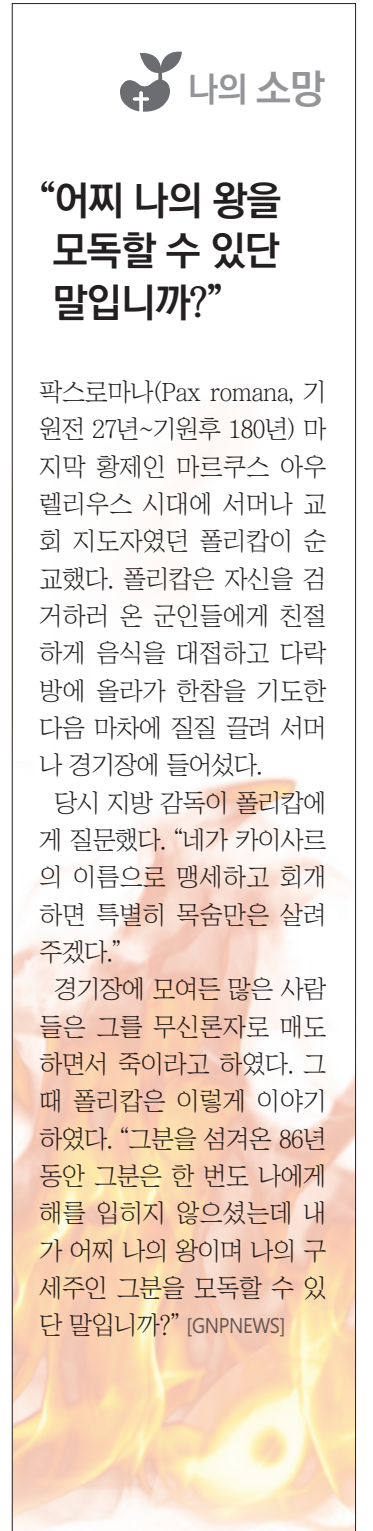 나의 소망
“어찌 나의 왕을
모독할 수 있단
말입니까?”
팍스로마나(Pax romana, 기
원전 27년~기원후 180년) 마
지막 황제인 마르쿠스 아우
렐리우스 시대에 서머나 교
회 지도자였던 폴리캅이 순
교했다. 폴리캅은 자신을 검
거하러 온 군인들에게 친절
하게 음식을 대접하고 다락
방에 올라가 한참을 기도한
다음 마차에 질질 끌려 서머
나 경기장에 들어섰다.
당시 지방 감독이 폴리캅에
게 질문했다. “네가 카이사르
의 이름으로 맹세하고 회개
하면 특별히 목숨만은 살려
주겠다.”
경기장에 모여든 많은 사람
들은 그를 무신론자로 매도
하면서 죽이라고 하였다. 그
때 폴리캅은 이렇게 이야기
하였다. “그분을 섬겨온 86년
동안 그분은 한 번도 나에게
해를 입히지 않으셨는데 내
가 어찌 나의 왕이며 나의 구
세주인 그분을 모독할 수 있
단 말입니까?” [GNPNEWS]